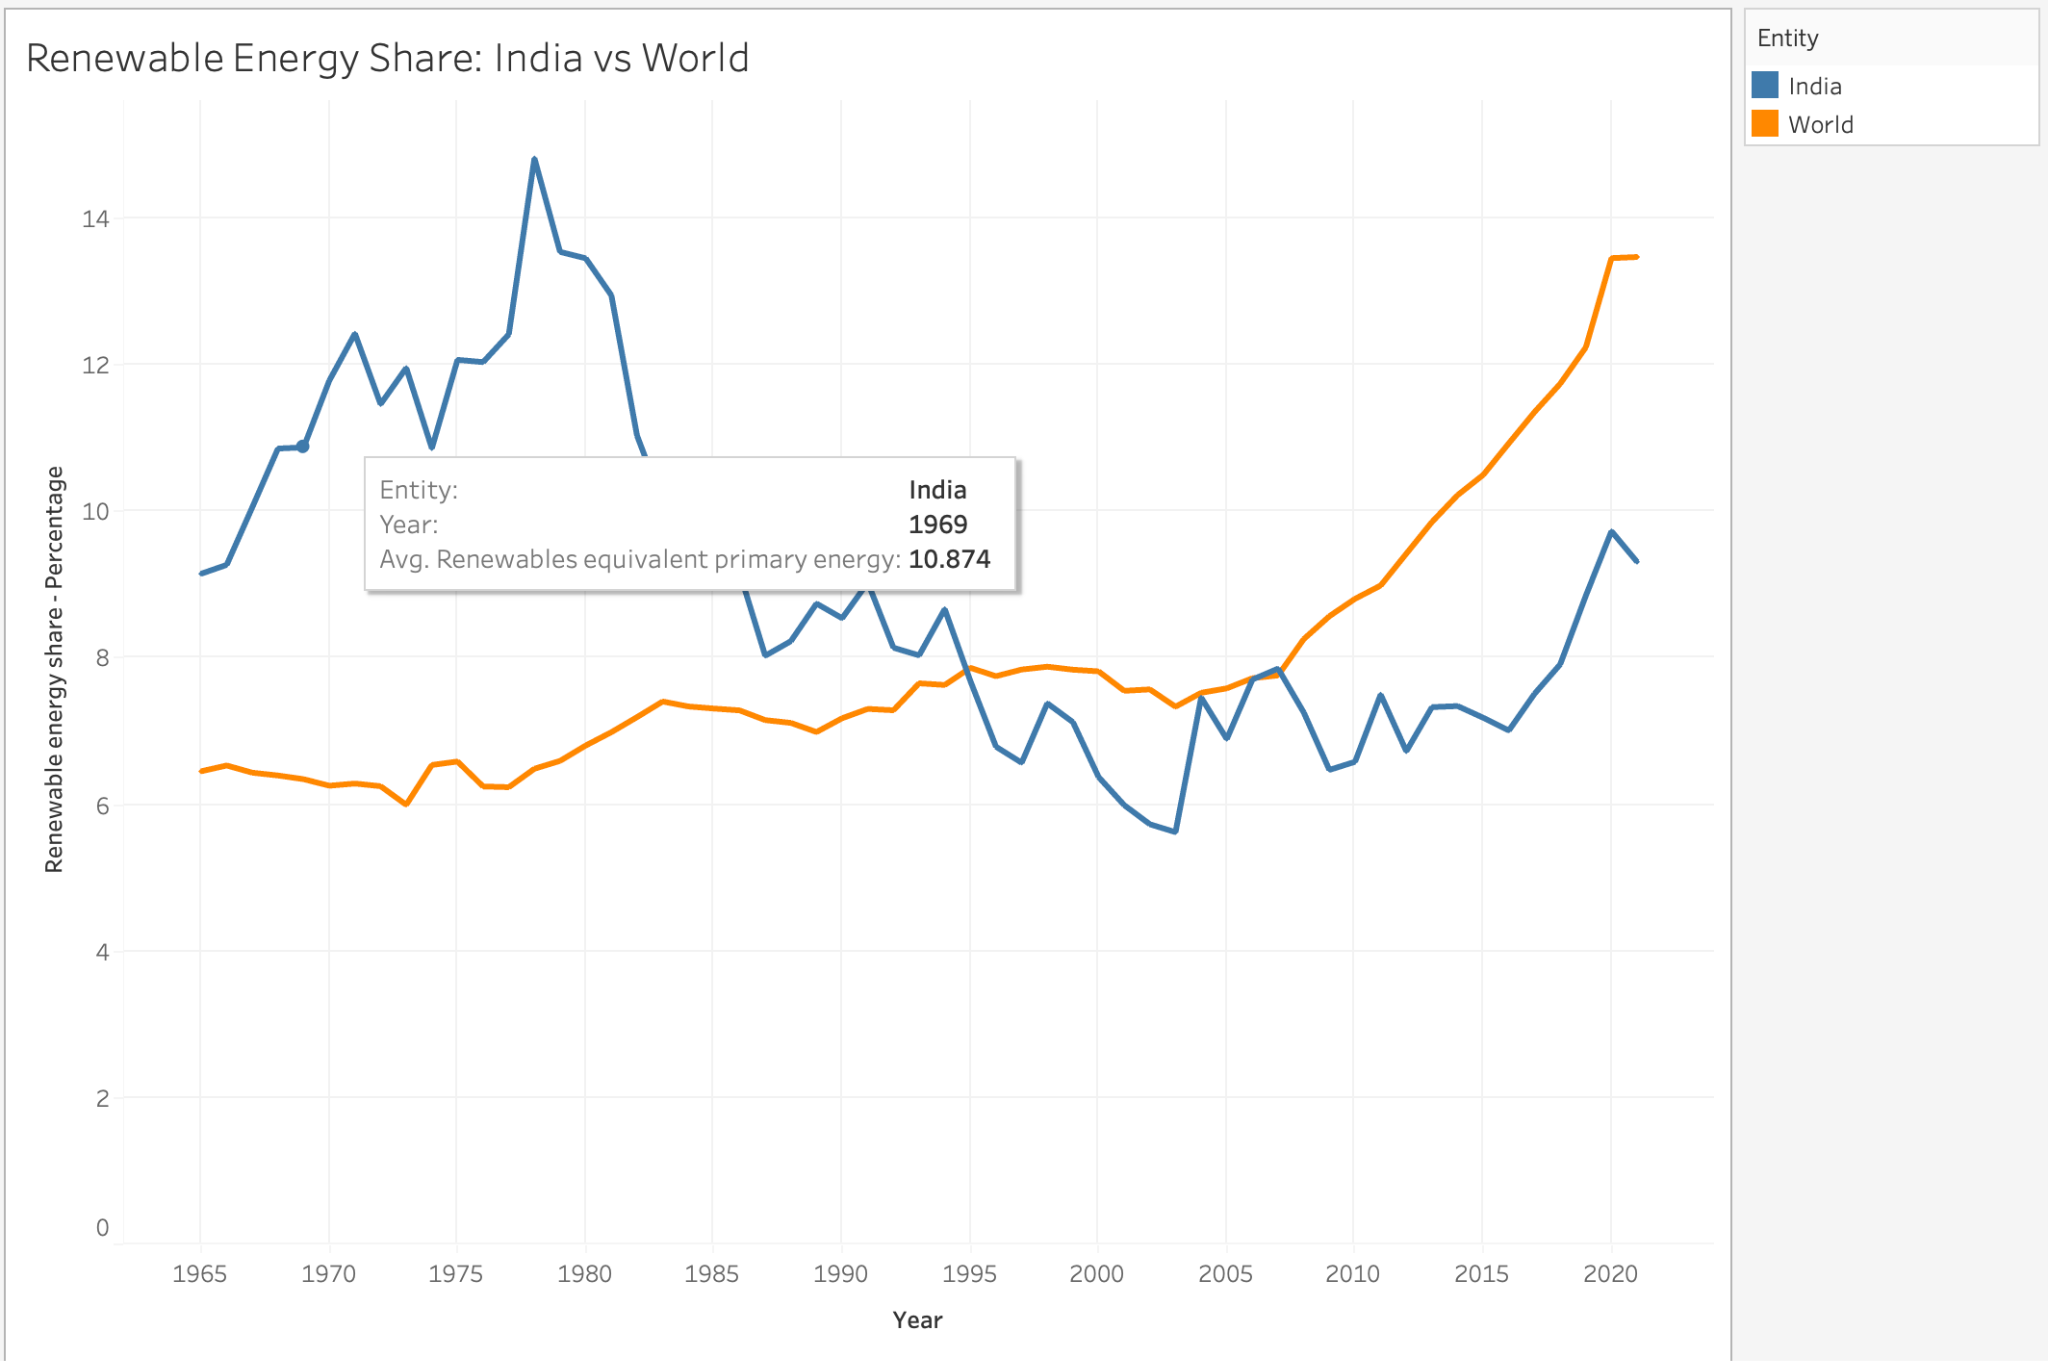 Renewable Energy Share: India vs World
Entity
India
World
Renewable energy share - Percentage
14
12
10
8
6
4
2
0
Entity: India
Year: 1969
Avg. Renewables equivalent primary energy: 10.874
1965 1970 1975 1980 1985 1990 1995 2000 2005 2010 2015 2020
Year